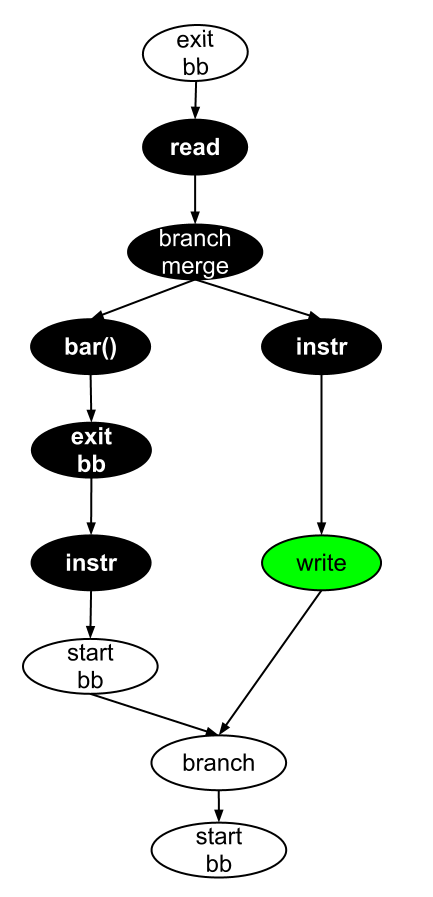 exit
bb
read
branch
merge
bar()
instr
exit
bb
instr
write
start
bb
branch
start
bb